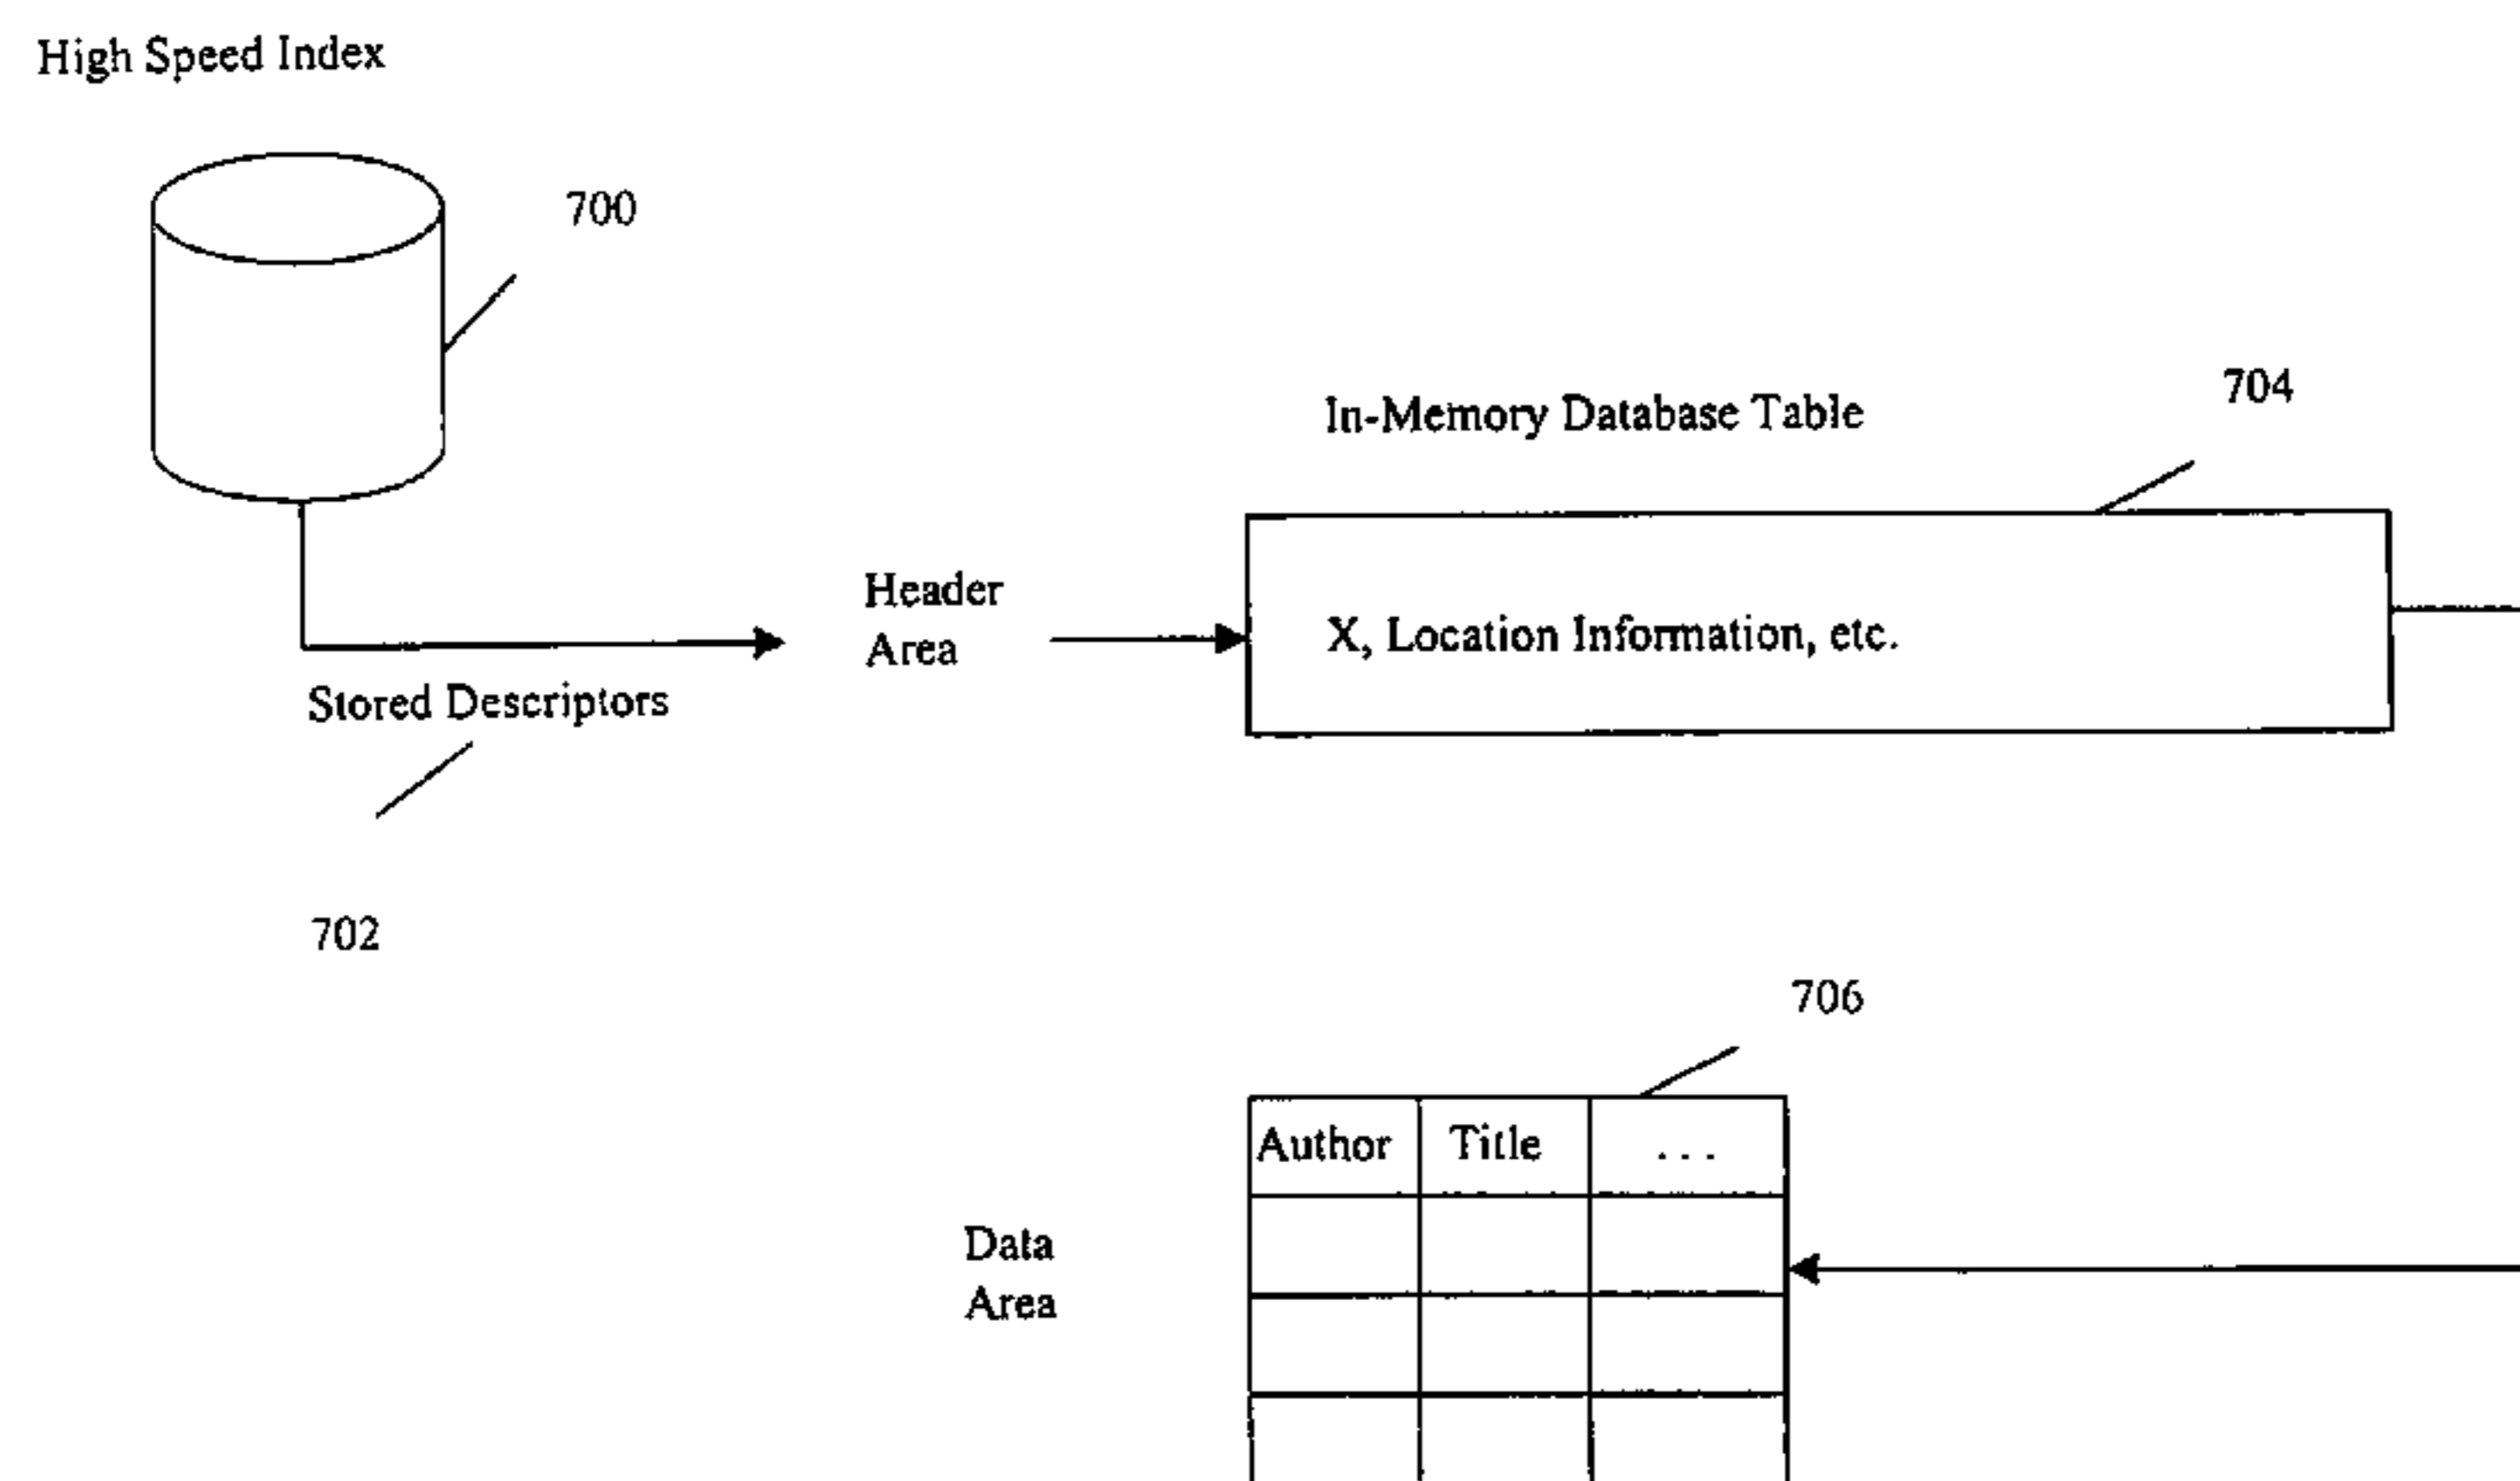 High Speed Index
700
704
In-Memory Database Table
Header
Area
X, Location Information, etc.
Stored Descriptors
702
706
Author Title ...
Data
Area